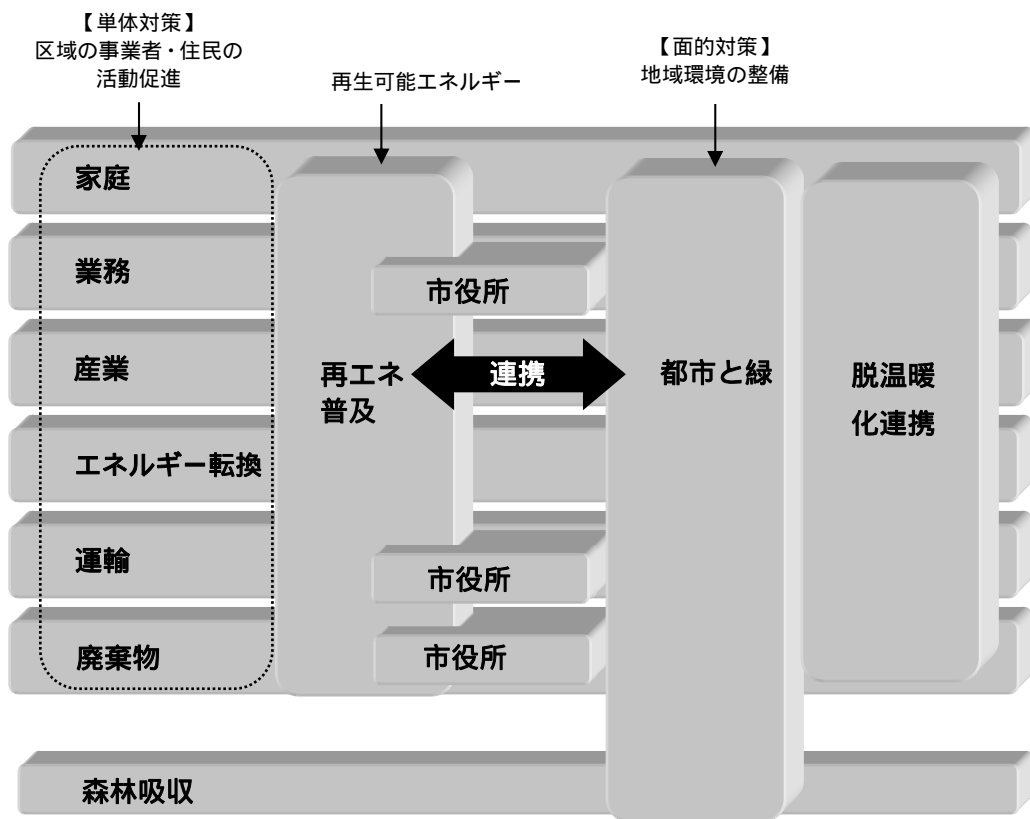 【単体対策】
区域の事業者・住民の
活動促進
再生可能エネルギー
【面的対策】
地域環境の整備
家庭
業務
市役所
産業
再エネ
普及
連携
都市と緑
脱温暖
化連携
エネルギー転換
運輸
市役所
廃棄物
市役所
森林吸収